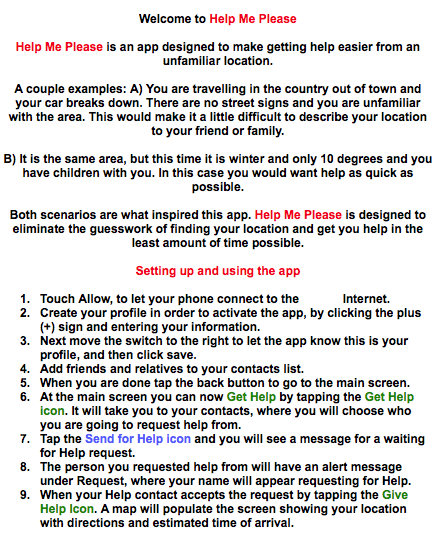 Welcome to Help Me Please
Help Me Please is an app designed to make getting help easier from an
unfamiliar location.
A couple examples: A) You are travelling in the country out of town and
your car breaks down. There are no street signs and you are unfamiliar
with the area. This would make it a little difficult to describe your location
to your friend or family.
B) It is the same area, but this time it is winter and only 10 degrees and you
have children with you. In this case you would want help as quick as
possible.
Both scenarios are what inspired this app. Help Me Please is designed to
eliminate the guesswork of finding your location and get you help in the
least amount of time possible.
Setting up and using the app
1. Touch Allow, to let your phone connect to the Internet.
2. Create your profile in order to activate the app, by clicking the plus
(+) sign and entering your information.
3. Next move the switch to the right to let the app know this is your
profile, and then click save.
4. Add friends and relatives to your contacts list.
5. When you are done tap the back button to go to the main screen.
6. At the main screen you can now Get Help by tapping the Get Help
icon. It will take you to your contacts, where you will choose who
you are going to request help from.
7. Tap the Send for Help icon and you will see a message for a waiting
for Help request.
8. The person you requested help from will have an alert message
under Request, where your name will appear requesting for Help.
9. When your Help contact accepts the request by tapping the Give
Help Icon. A map will populate the screen showing your location
with directions and estimated time of arrival.